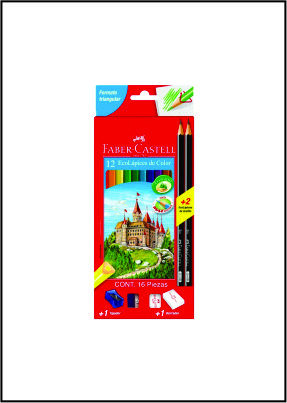 Formato
triangular
FABER-CASTELL
12 EcoLápices de Color
+2
CONT. 16 Piezas
+1
+1